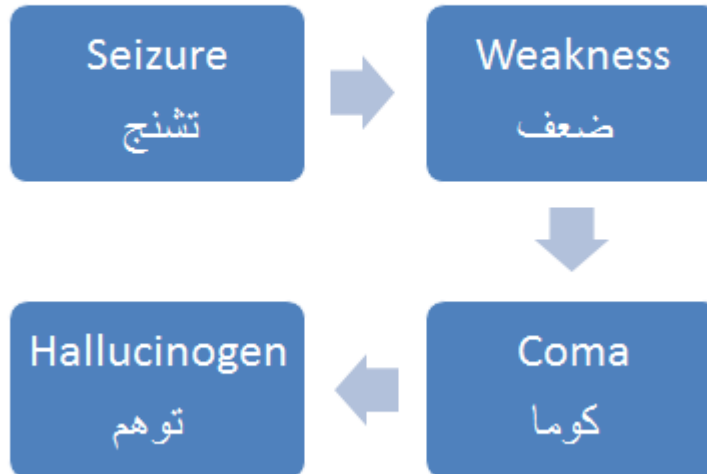 Seizure
تشنج
Weakness
ضعف
Coma
كوما
Hallucinogen
توهم